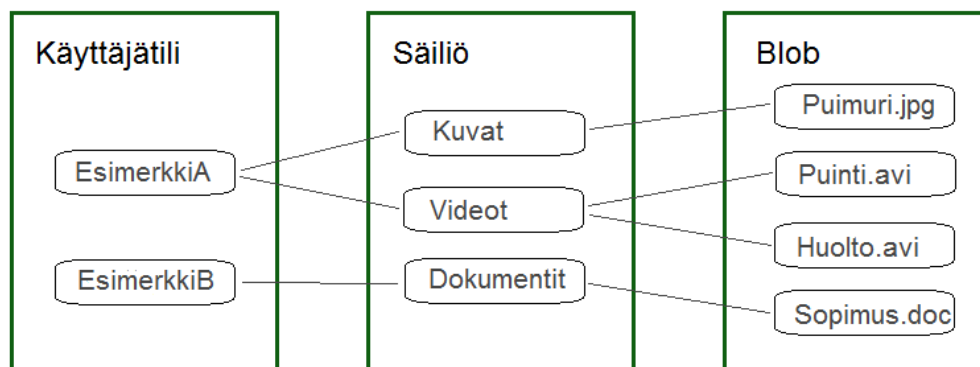 Käyttäjätili
EsimerkkiA
EsimerkkiB
Säiliö
Kuvat
Videot
Dokumentit
Blob
Puimuri.jpg
Puinti.avi
Huolto.avi
Sopimus.doc